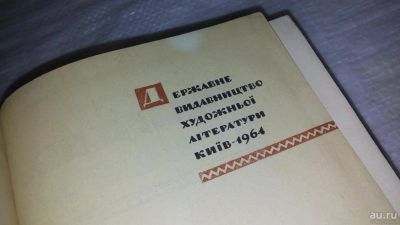 ДЕРЖАВНЕ
ВИДАВНИЦТВО
ХУДОЖНЬОЇ
ЛІТЕРАТУРИ
КИЇВ-1964
au.ru